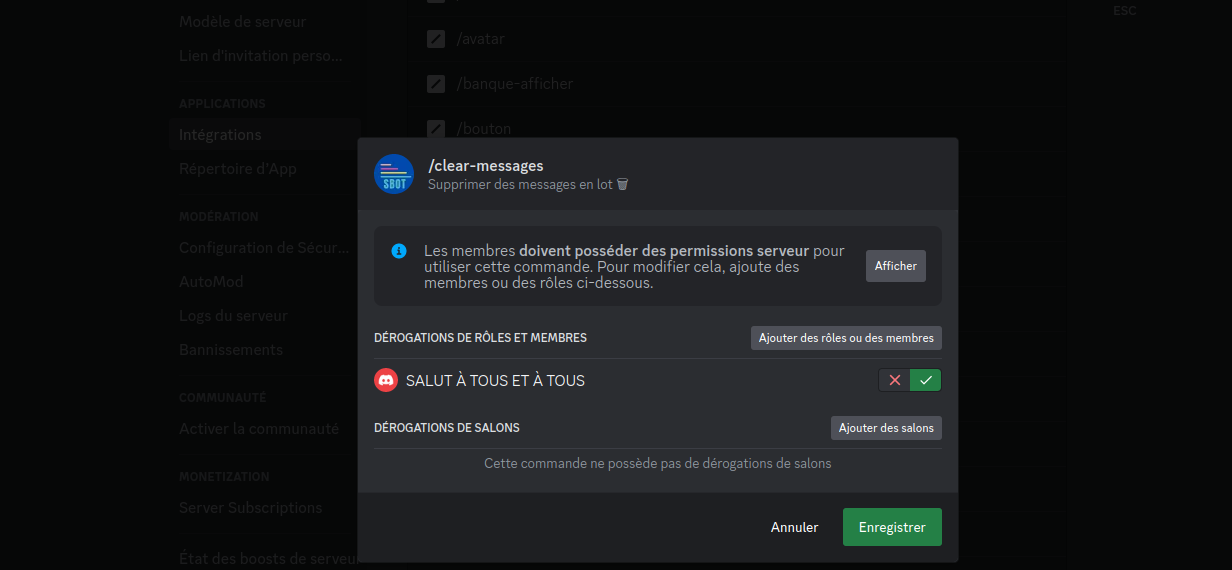 Modèle de serveur
Lien d'invitation perso...
APPLICATIONS
Intégrations
Répertoire d'App
MODÉRATION
Configuration de Sécur...
AutoMod
Logs du serveur
Bannissements
COMMUNAUTÉ
Activer la communauté
MONETIZATION
Server Subscriptions
État des boosts de serveur
ESC
/avatar
/banque-afficher
/bouton
SBOT
/clear-messages
Supprimer des messages en lot 🗑
Les membres doivent posséder des permissions serveur pour
utiliser cette commande. Pour modifier cela, ajoute des
membres ou des rôles ci-dessous.
Afficher
DÉROGATIONS DE RÔLES ET MEMBRES
Ajouter des rôles ou des membres
SALUT À TOUS ET À TOUS
DÉROGATIONS DE SALONS
Ajouter des salons
Cette commande ne possède pas de dérogations de salons
Annuler
Enregistrer